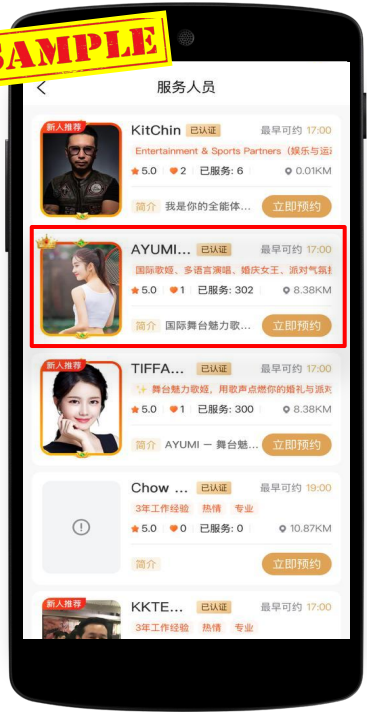 SAMPLE
服务人员
新人推荐
KitChin 已认证 最早可约 17:00
Entertainment & Sports Partners（娱乐与运
5.0 2 已服务: 6 0.01KM
简介 我是你的全能体... 立即预约
AYUMI... 已认证 最早可约 17:00
国际歌姬、多语言演唱，婚庆女王，派对气氛
5.0 1 已服务: 302 8.38KM
简介 国际舞台魅力歌... 立即预约
新人推荐
TIFFA... 已认证 最早可约 17:00
舞台魅力歌姬，用歌声点燃你的婚礼与派对
5.0 1 已服务: 300 8.38KM
简介 AYUMI － 舞台魅... 立即预约
Chow ... 已认证 最早可约 19:00
3年工作经验 热情 专业
5.0 0 已服务: 0 10.87KM
简介 立即预约
新人推荐
KKTE... 已认证 最早可约 17:00
3年工作经验 热情 专业